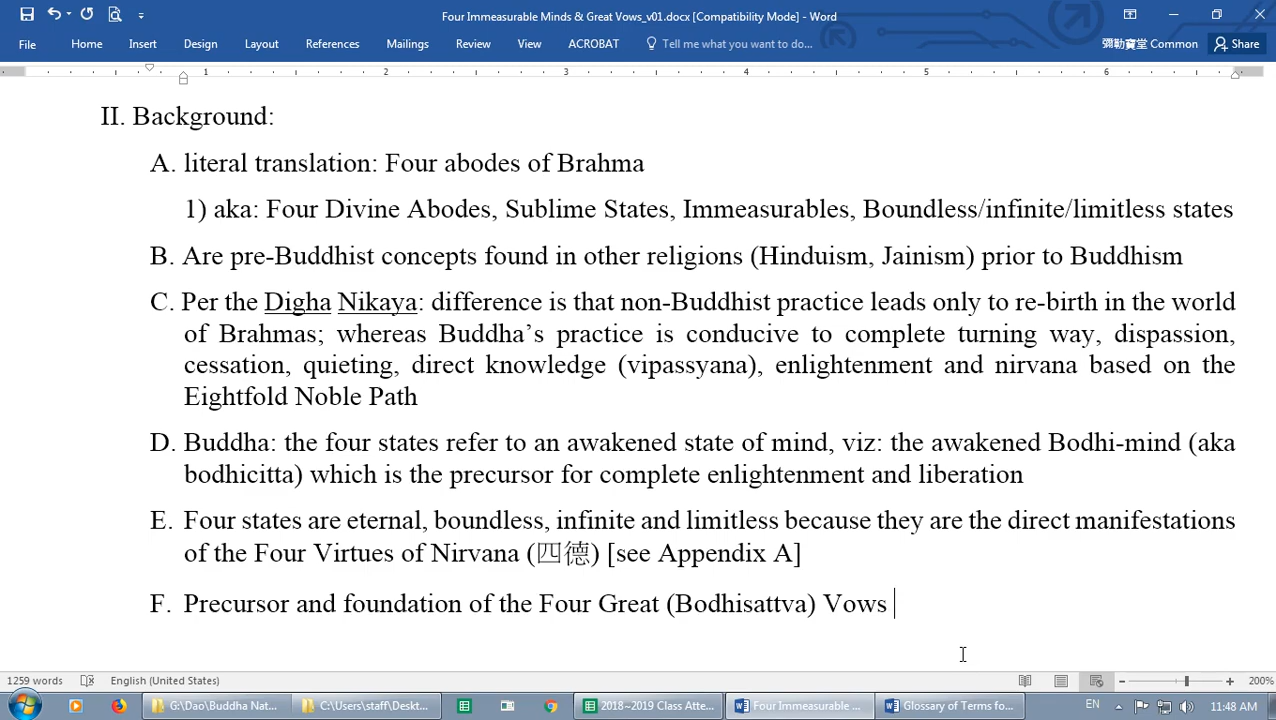 Four Immeasurable Minds & Great Vows_v01.docx [Compatibility Mode] - Word
File Home Insert Design Layout References Mailings Review View ACROBAT Tell me what you want to do... 彌勒寶堂 Common Share
1 2 3 4 5 6
II. Background:
A. literal translation: Four abodes of Brahma
1) aka: Four Divine Abodes, Sublime States, Immeasurables, Boundless/infinite/limitless states
B. Are pre-Buddhist concepts found in other religions (Hinduism, Jainism) prior to Buddhism
C. Per the Digha Nikaya: difference is that non-Buddhist practice leads only to re-birth in the world
of Brahmas; whereas Buddha's practice is conducive to complete turning way, dispassion,
cessation, quieting, direct knowledge (vipassyana), enlightenment and nirvana based on the
Eightfold Noble Path
D. Buddha: the four states refer to an awakened state of mind, viz: the awakened Bodhi-mind (aka
bodhicitta) which is the precursor for complete enlightenment and liberation
E. Four states are eternal, boundless, infinite and limitless because they are the direct manifestations
of the Four Virtues of Nirvana (四德) [see Appendix A]
F. Precursor and foundation of the Four Great (Bodhisattva) Vows
1259 words English (United States) 200%
G:\Dao\Buddha Nat... C:\Users\staff\Deskt... 2018~2019 Class Atte... Four Immeasurable ... Glossary of Terms fo... EN 11:48 AM